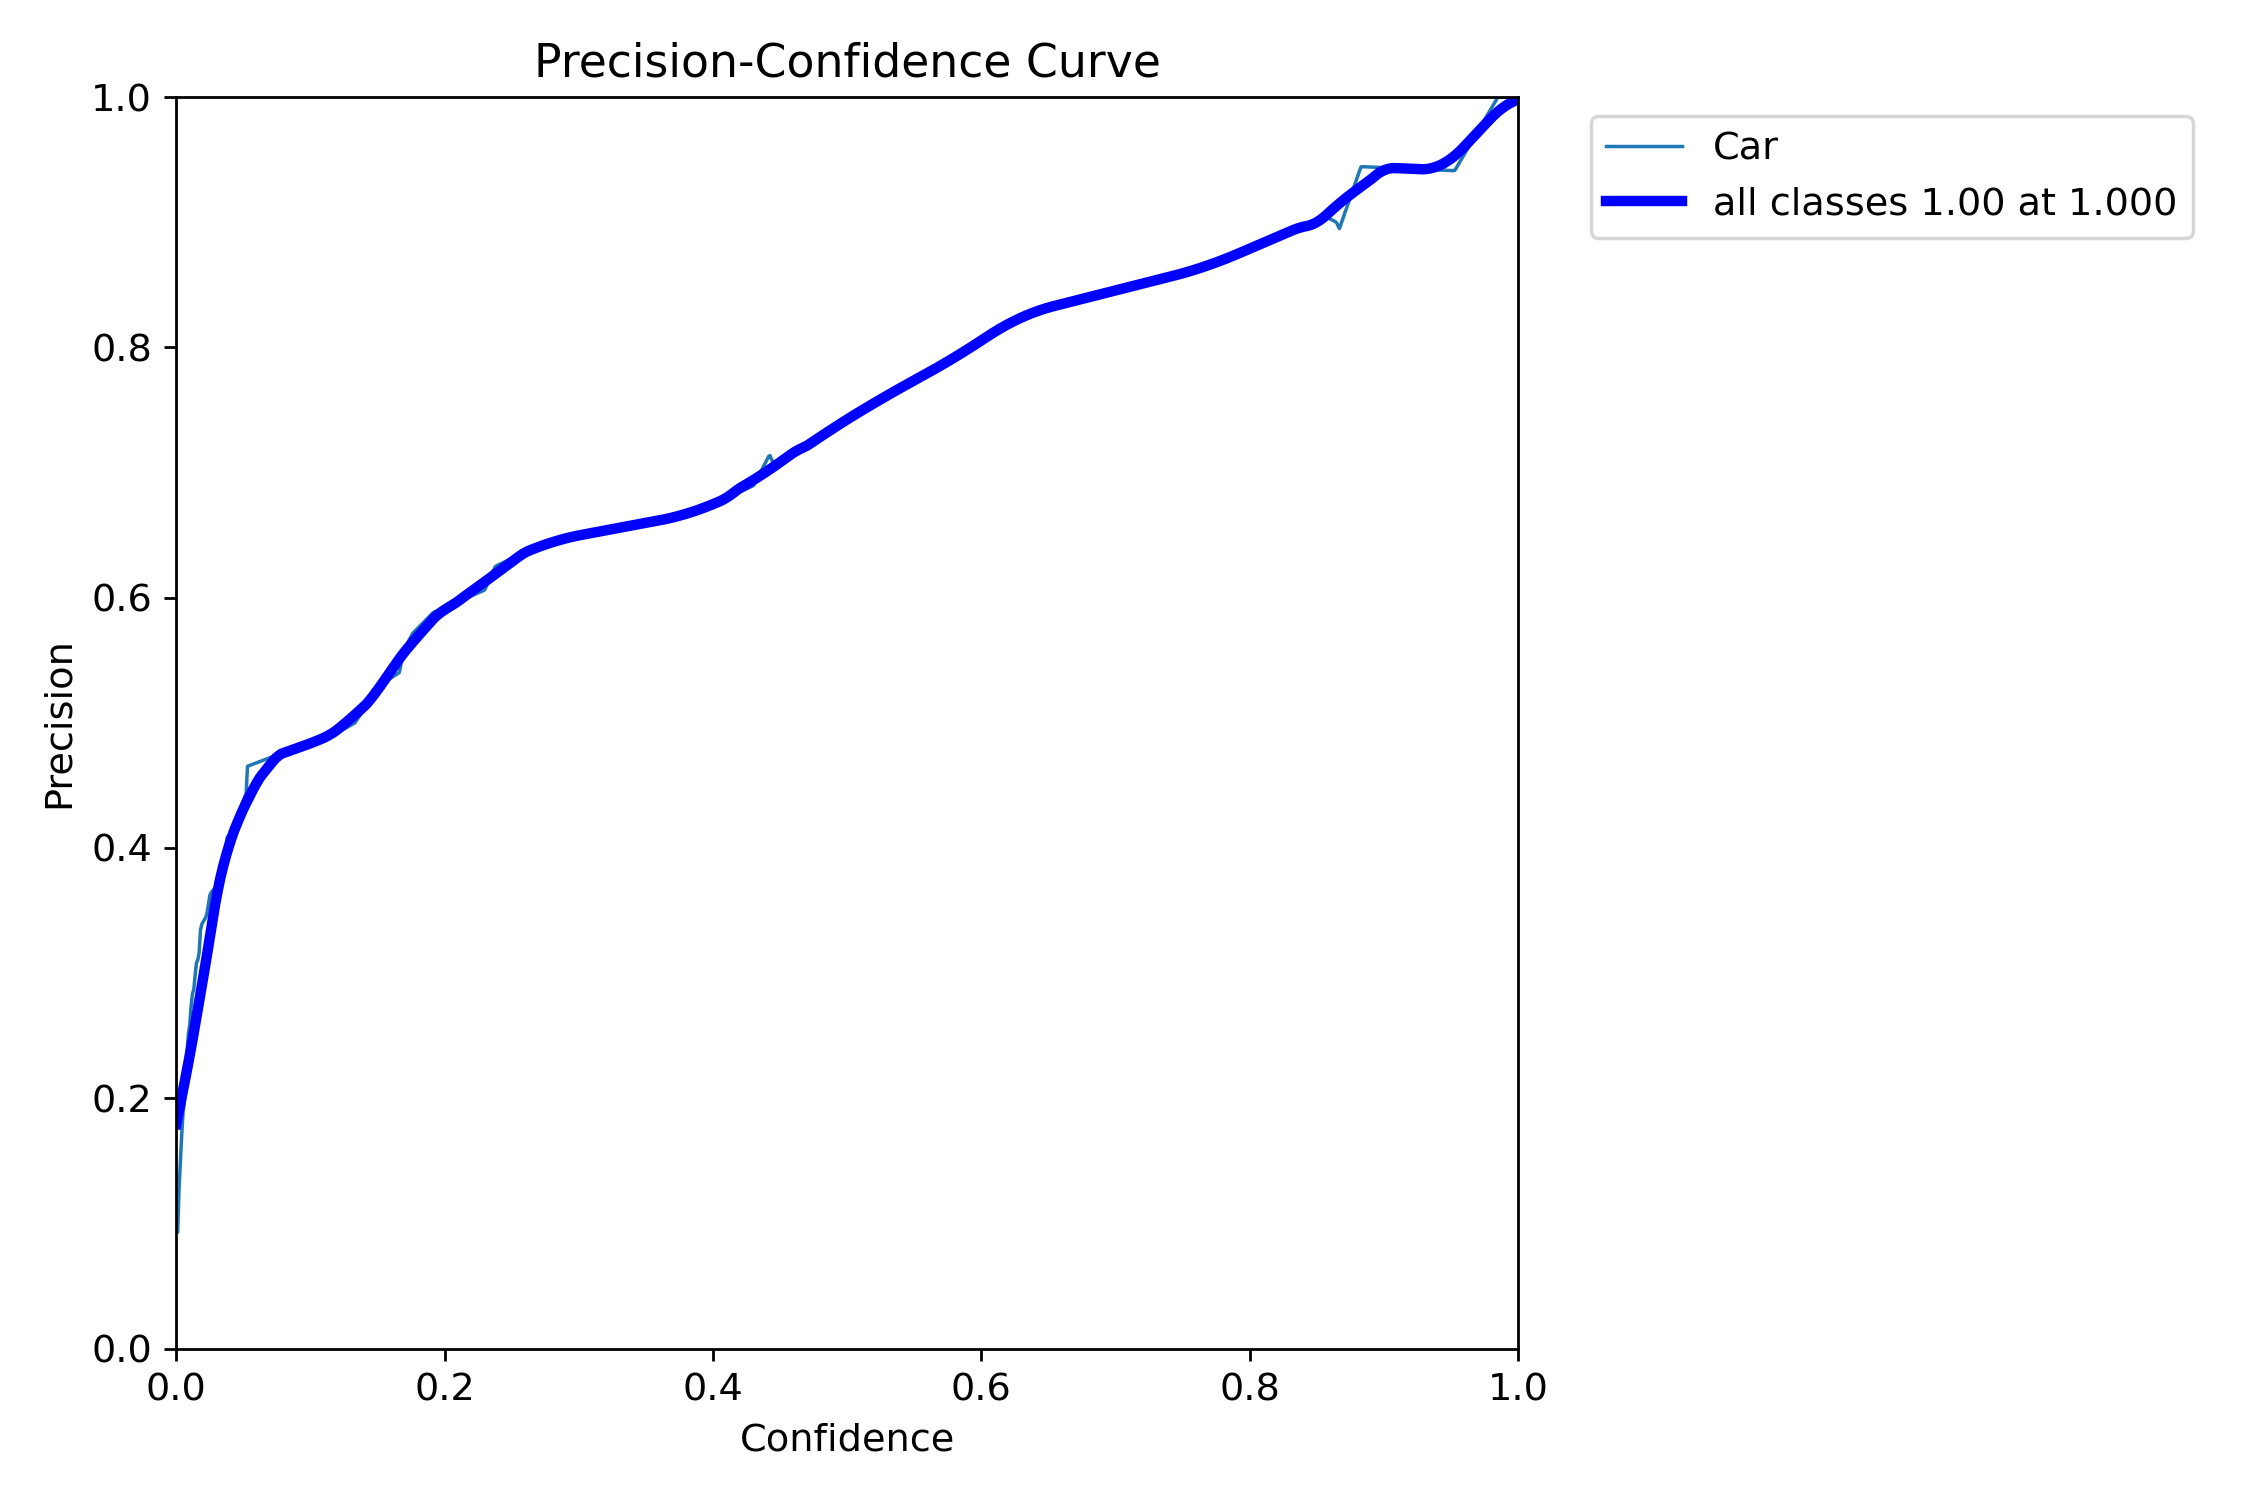 Precision-Confidence Curve
1.0
0.8
0.6
0.4
0.2
0.0
Precision
0.0 0.2 0.4 0.6 0.8 1.0
Confidence
Car
all classes 1.00 at 1.000